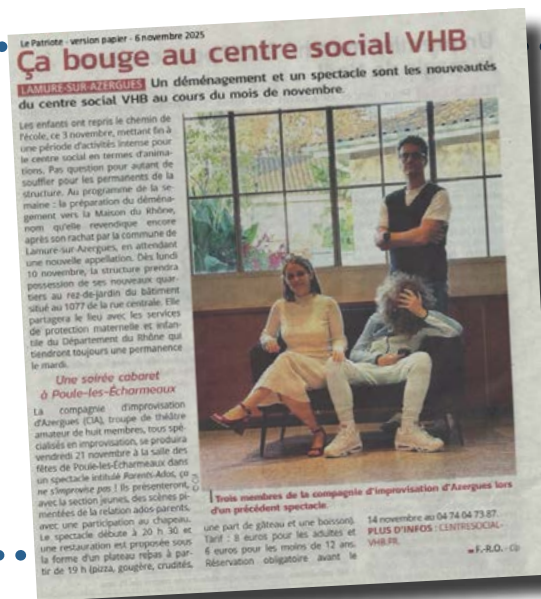 Le Patriote - version papier - 6 novembre 2025
Ça bouge au centre social VHB
LAMURE-SUR-AZERGUES Un déménagement et un spectacle sont les nouveautés
du centre social VHB au cours du mois de novembre.
Les enfants ont repris le chemin de
l'école, ce 3 novembre, mettant fin à
une période d'activités intense pour
le centre social en termes d'anima-
tions. Pas question pour autant de
souffler pour les permanents de la
structure. Au programme de la se-
maine : la préparation du déména-
gement vers la Maison du Rhône,
nom qu'elle revendique encore
après son rachat par la commune de
Lamure-sur-Azergues, en attendant
une nouvelle appellation. Dès lundi
10 novembre, la structure prendra
possession de ses nouveaux quar-
tiers au rez-de-jardin du bâtiment
situé au 1077 de la rue centrale. Elle
partagera le lieu avec les services
de protection maternelle et infan-
tile du Département du Rhône qui
tiendront toujours une permanence
le mardi.
Une soirée cabaret
à Poule-les-Écharmeaux
La compagnie d'improvisation
d'Azergues (CIA), troupe de théâtre
amateur de huit membres, tous spé-
cialisés en improvisation, se produira
vendredi 21 novembre à la salle des
fêtes de Poule-les-Écharmeaux dans
un spectacle intitulé Parents-Ados, ça
ne s'improvise pas ! Ils présenteront,
avec la section jeunes, des scènes pi-
mentées de la relation ados-parents,
avec une participation au chapeau.
Le spectacle débute à 20 h 30 et
une restauration est proposée sous
la forme d'un plateau repas à par-
tir de 19 h (pizza, gougère, crudités,
Trois membres de la compagnie d'improvisation d'Azergues lors
d'un précédent spectacle.
une part de gâteau et une boisson).
Tarif : 8 euros pour les adultes et
6 euros pour les moins de 12 ans.
Réservation obligatoire avant le
14 novembre au 04 74 04 73 87.
PLUS D'INFOS : CENTRESOCIAL-
VHB.FR.
F.-R.O.